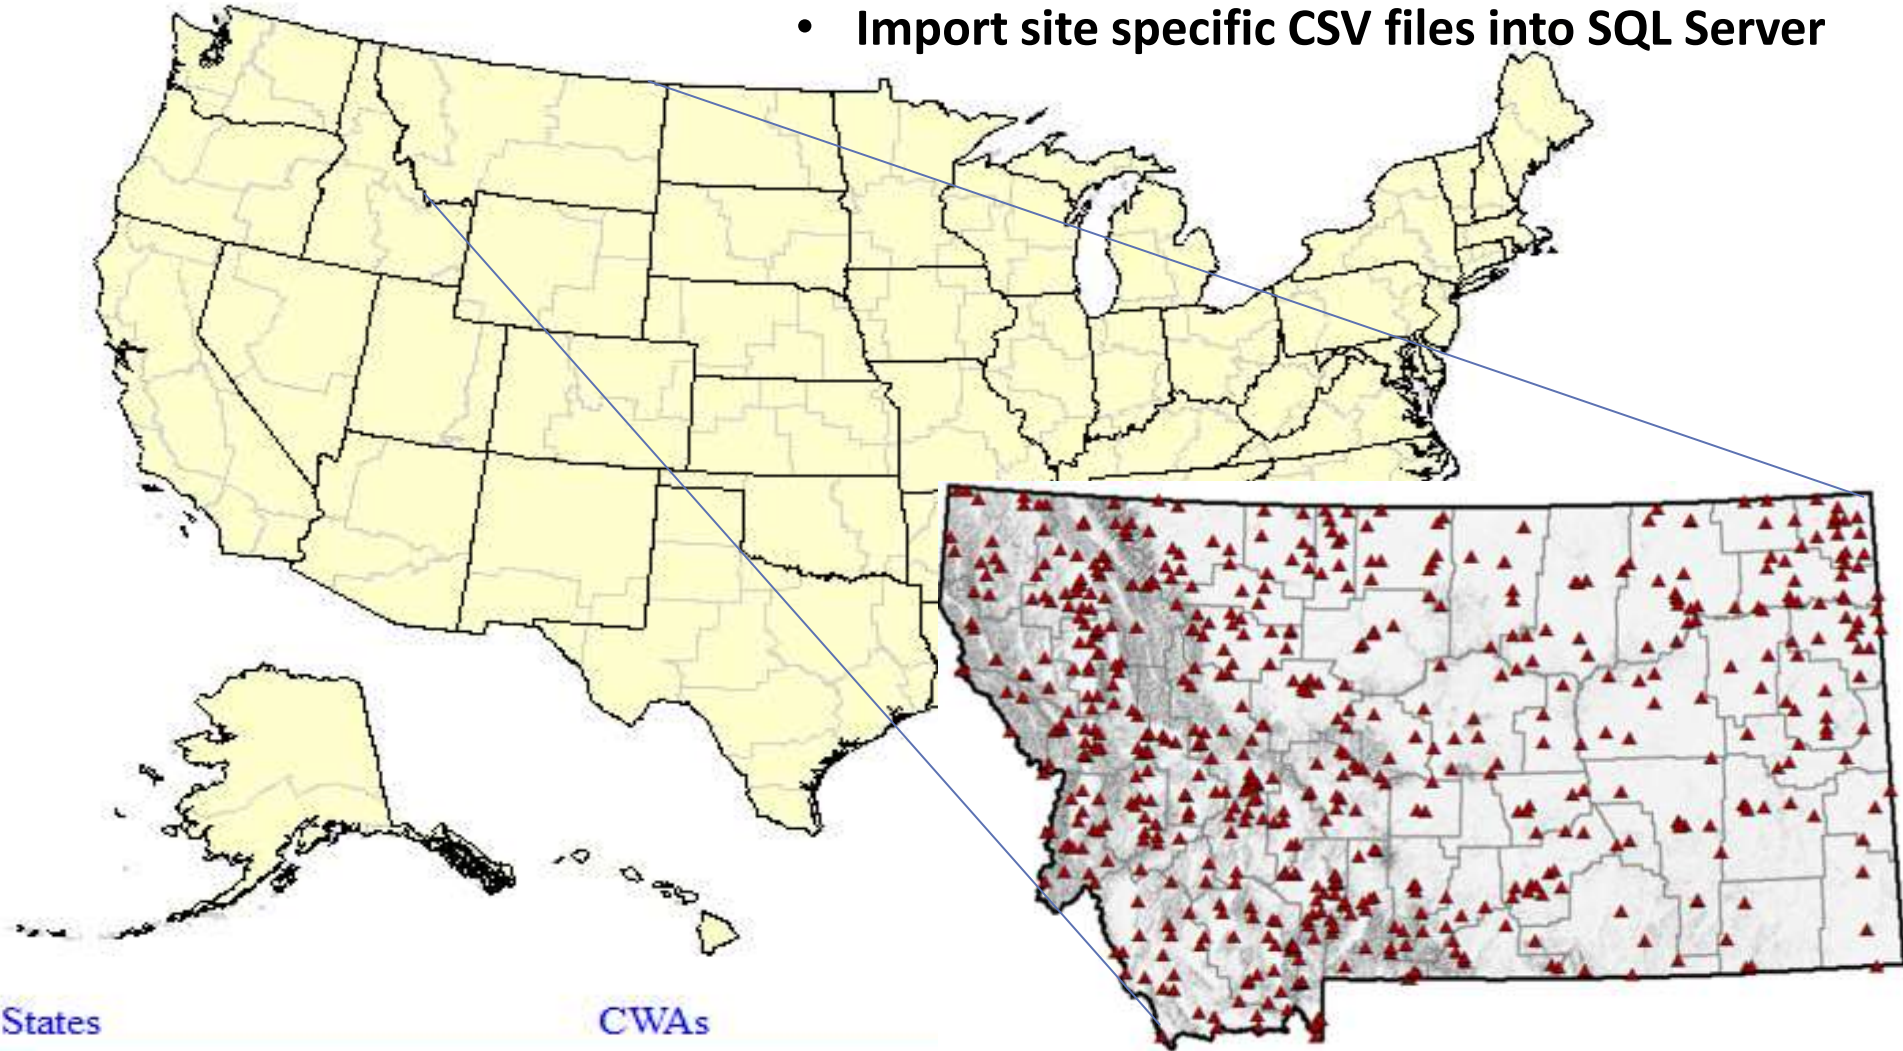 • Import site specific CSV files into SQL Server
States CWAs